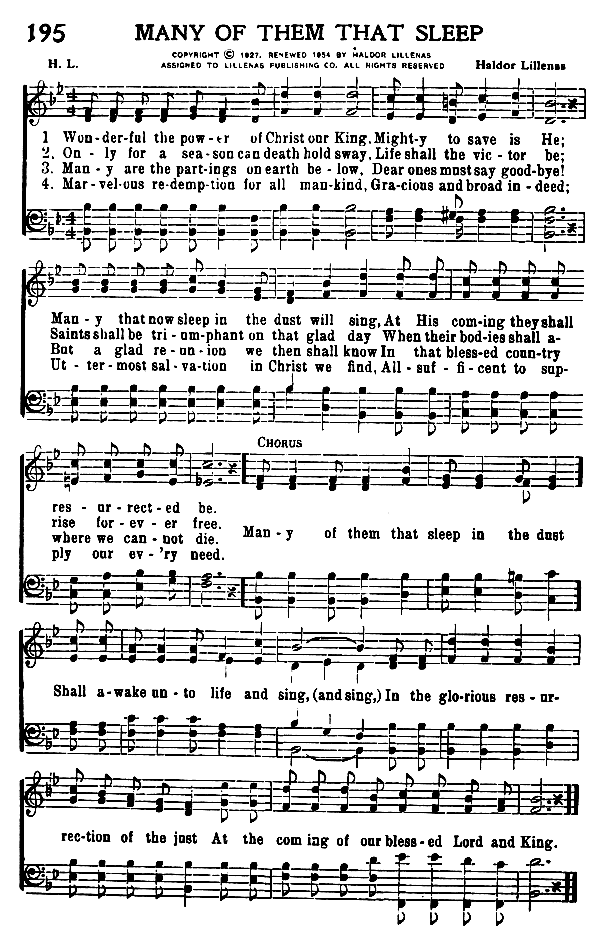 195 MANY OF THEM THAT SLEEP
COPYRIGHT © 1927. RENEWED 1954 BY HALDOR LILLENAS
H. L. ASSIGNED TO LILLENAS PUBLISHING CO. ALL RIGHTS RESERVED Haldor Lillenas
1 Won-der-ful the pow-er of Christ our King, Might-y to save is He;
2. On-ly for a sea-son can death hold sway, Life shall the vic-tor be;
3. Man-y are the part-ings on earth be-low, Dear ones must say good-bye!
4. Mar-vel-ous re-demp-tion for all man-kind, Gra-cious and broad in-deed;
Man-y that now sleep in the dust will sing, At His com-ing they shall
Saints shall be tri-um-phant on that glad day When their bod-ies shall a-
But a glad re-un-ion we then shall know In that bless-ed coun-try
Ut-ter-most sal-va-tion in Christ we find, All-suf-fi-cent to sup-
CHORUS
res-ur-rect-ed be.
rise for-ev-er free.
where we can-not die.
ply our ev-'ry need.
Man-y of them that sleep in the dust
Shall a-wake un-to life and sing, (and sing,) In the glo-rious res-ur-
rec-tion of the just At the com ing of our bless-ed Lord and King.